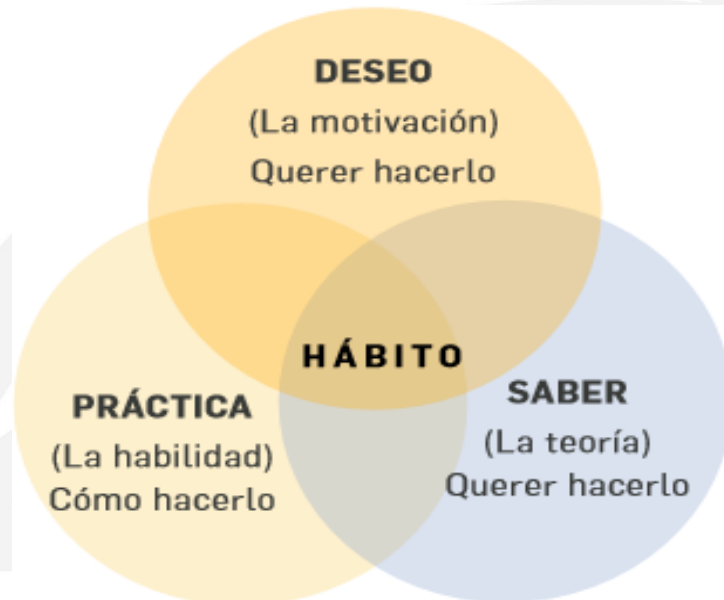 DESEO
(La motivación)
Querer hacerlo
HÁBITO
PRÁCTICA
(La habilidad)
Cómo hacerlo
SABER
(La teoría)
Querer hacerlo